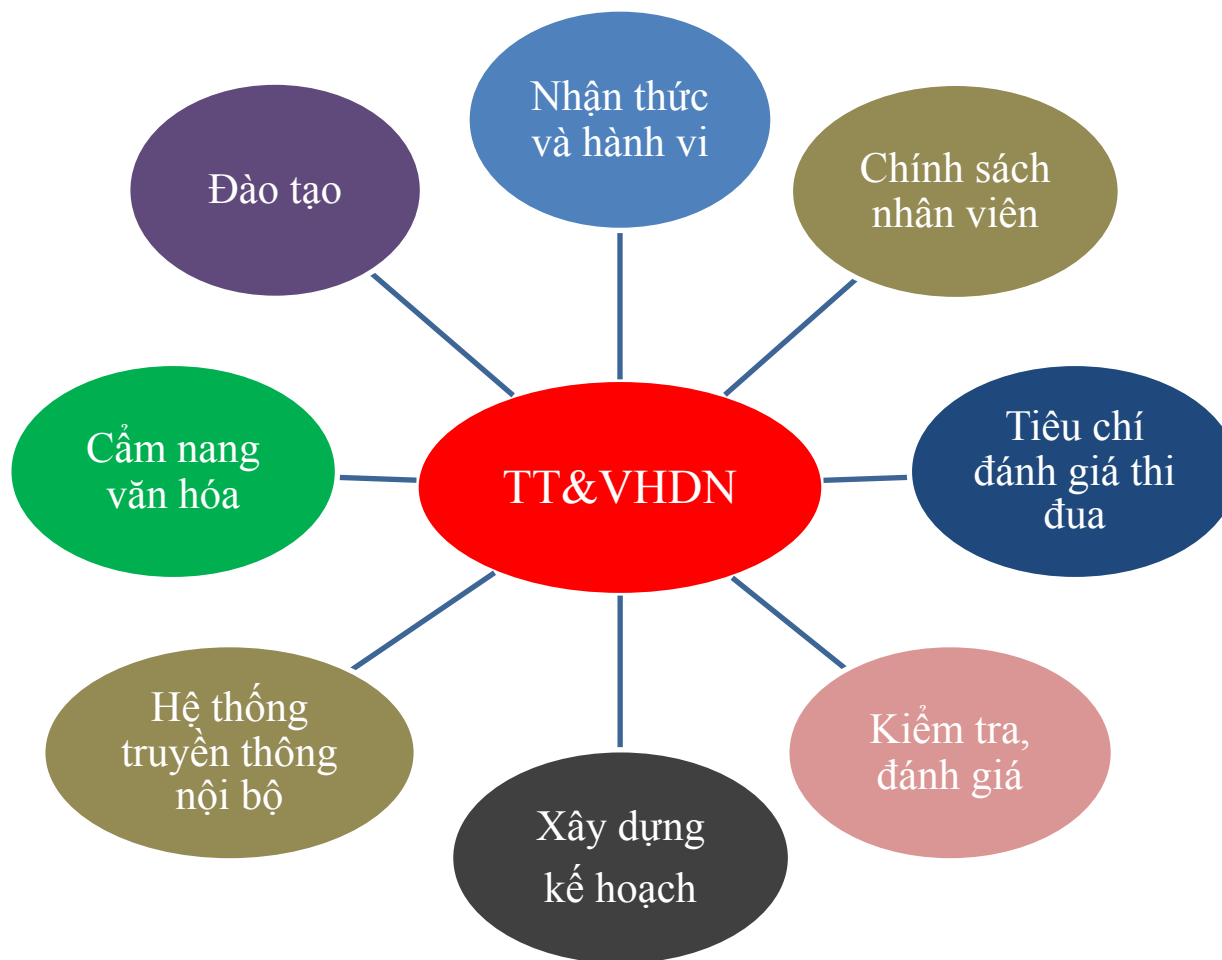 Nhận thức
và hành vi
Chính sách
nhân viên
Đào tạo
Tiêu chí
đánh giá thi
đua
Cẩm nang
văn hóa
TT&VHDN
Hệ thống
truyền thông
nội bộ
Kiểm tra,
đánh giá
Xây dựng
kế hoạch